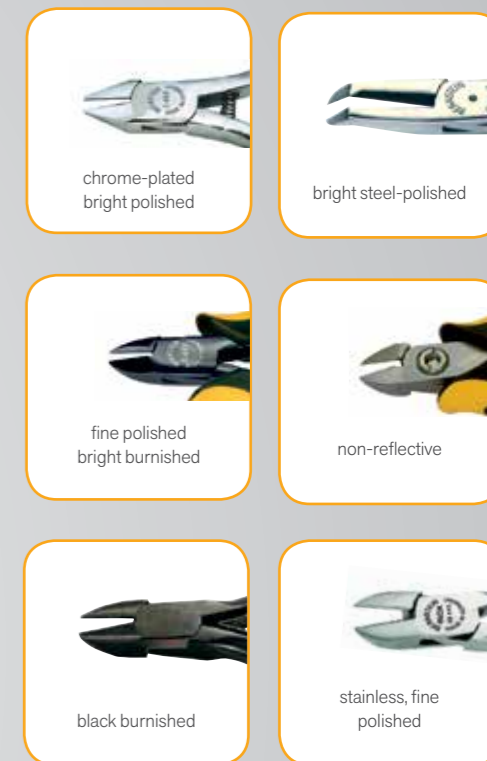 chrome-plated
bright polished
bright steel-polished
fine polished
bright burnished
non-reflective
black burnished
stainless, fine
polished